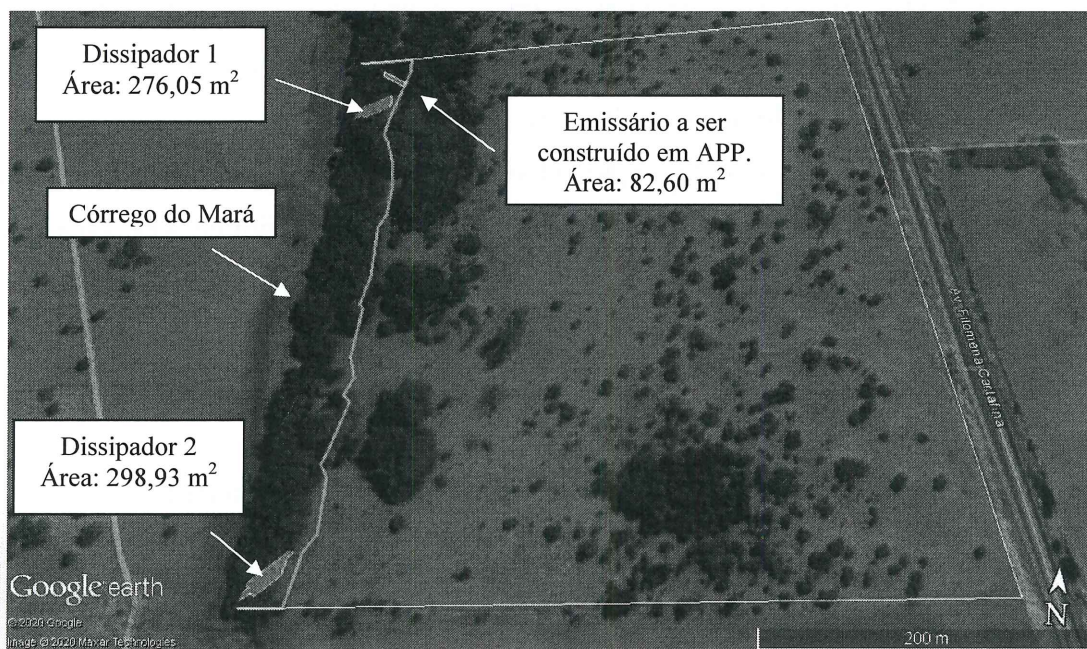 Dissipador 1
Área: 276,05 m²
Emissário a ser
construído em APP.
Área: 82,60 m²
Córrego do Mará
Av. Filomena Cartafina
Dissipador 2
Área: 298,93 m²
Google earth
© 2020 Google
Image © 2020 Maxar Technologies
200 m
N